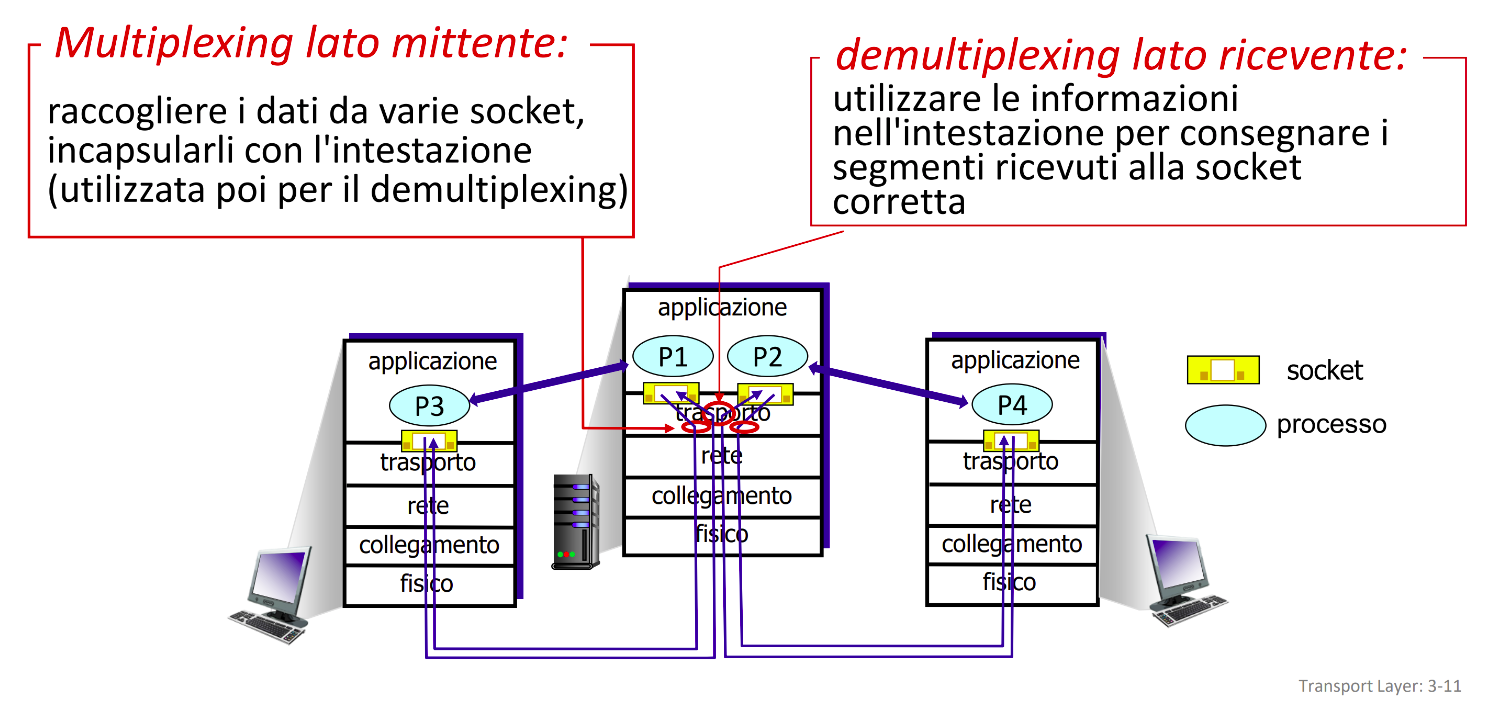 Multiplexing lato mittente:
raccogliere i dati da varie socket,
incapsularli con l'intestazione
(utilizzata poi per il demultiplexing)
demultiplexing lato ricevente:
utilizzare le informazioni
nell'intestazione per consegnare i
segmenti ricevuti alla socket
corretta
applicazione
P3
trasporto
rete
collegamento
fisico
applicazione
P1
P2
trasporto
rete
collegamento
fisico
applicazione
P4
trasporto
rete
collegamento
fisico
socket
processo
Transport Layer: 3-11